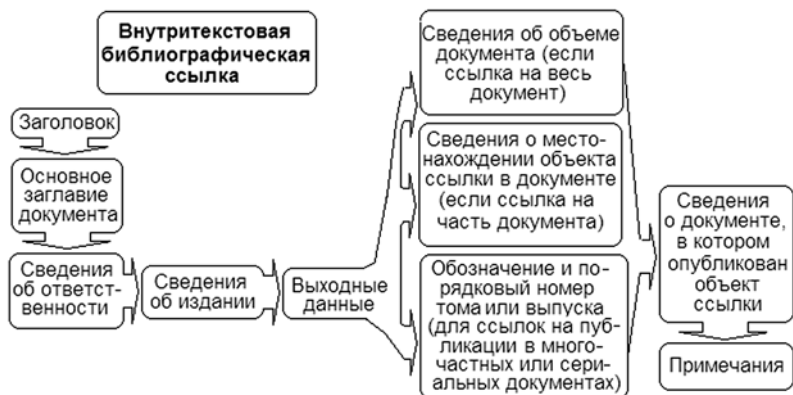 Внутритекстовая
библиографическая
ссылка
Заголовок
Основное
заглавие
документа
Сведения
об ответст-
венности
Сведения
об издании
Выходные
данные
Сведения об объеме
документа (если
ссылка на весь
документ)
Сведения о место-
нахождении объекта
ссылки в документе
(если ссылка на
часть документа)
Обозначение и по-
рядковый номер
тома или выпуска
(для ссылок на пуб-
ликации в много-
частных или сери-
альных документах)
Сведения
о документе,
в котором
опубликован
объект
ссылки
Примечания